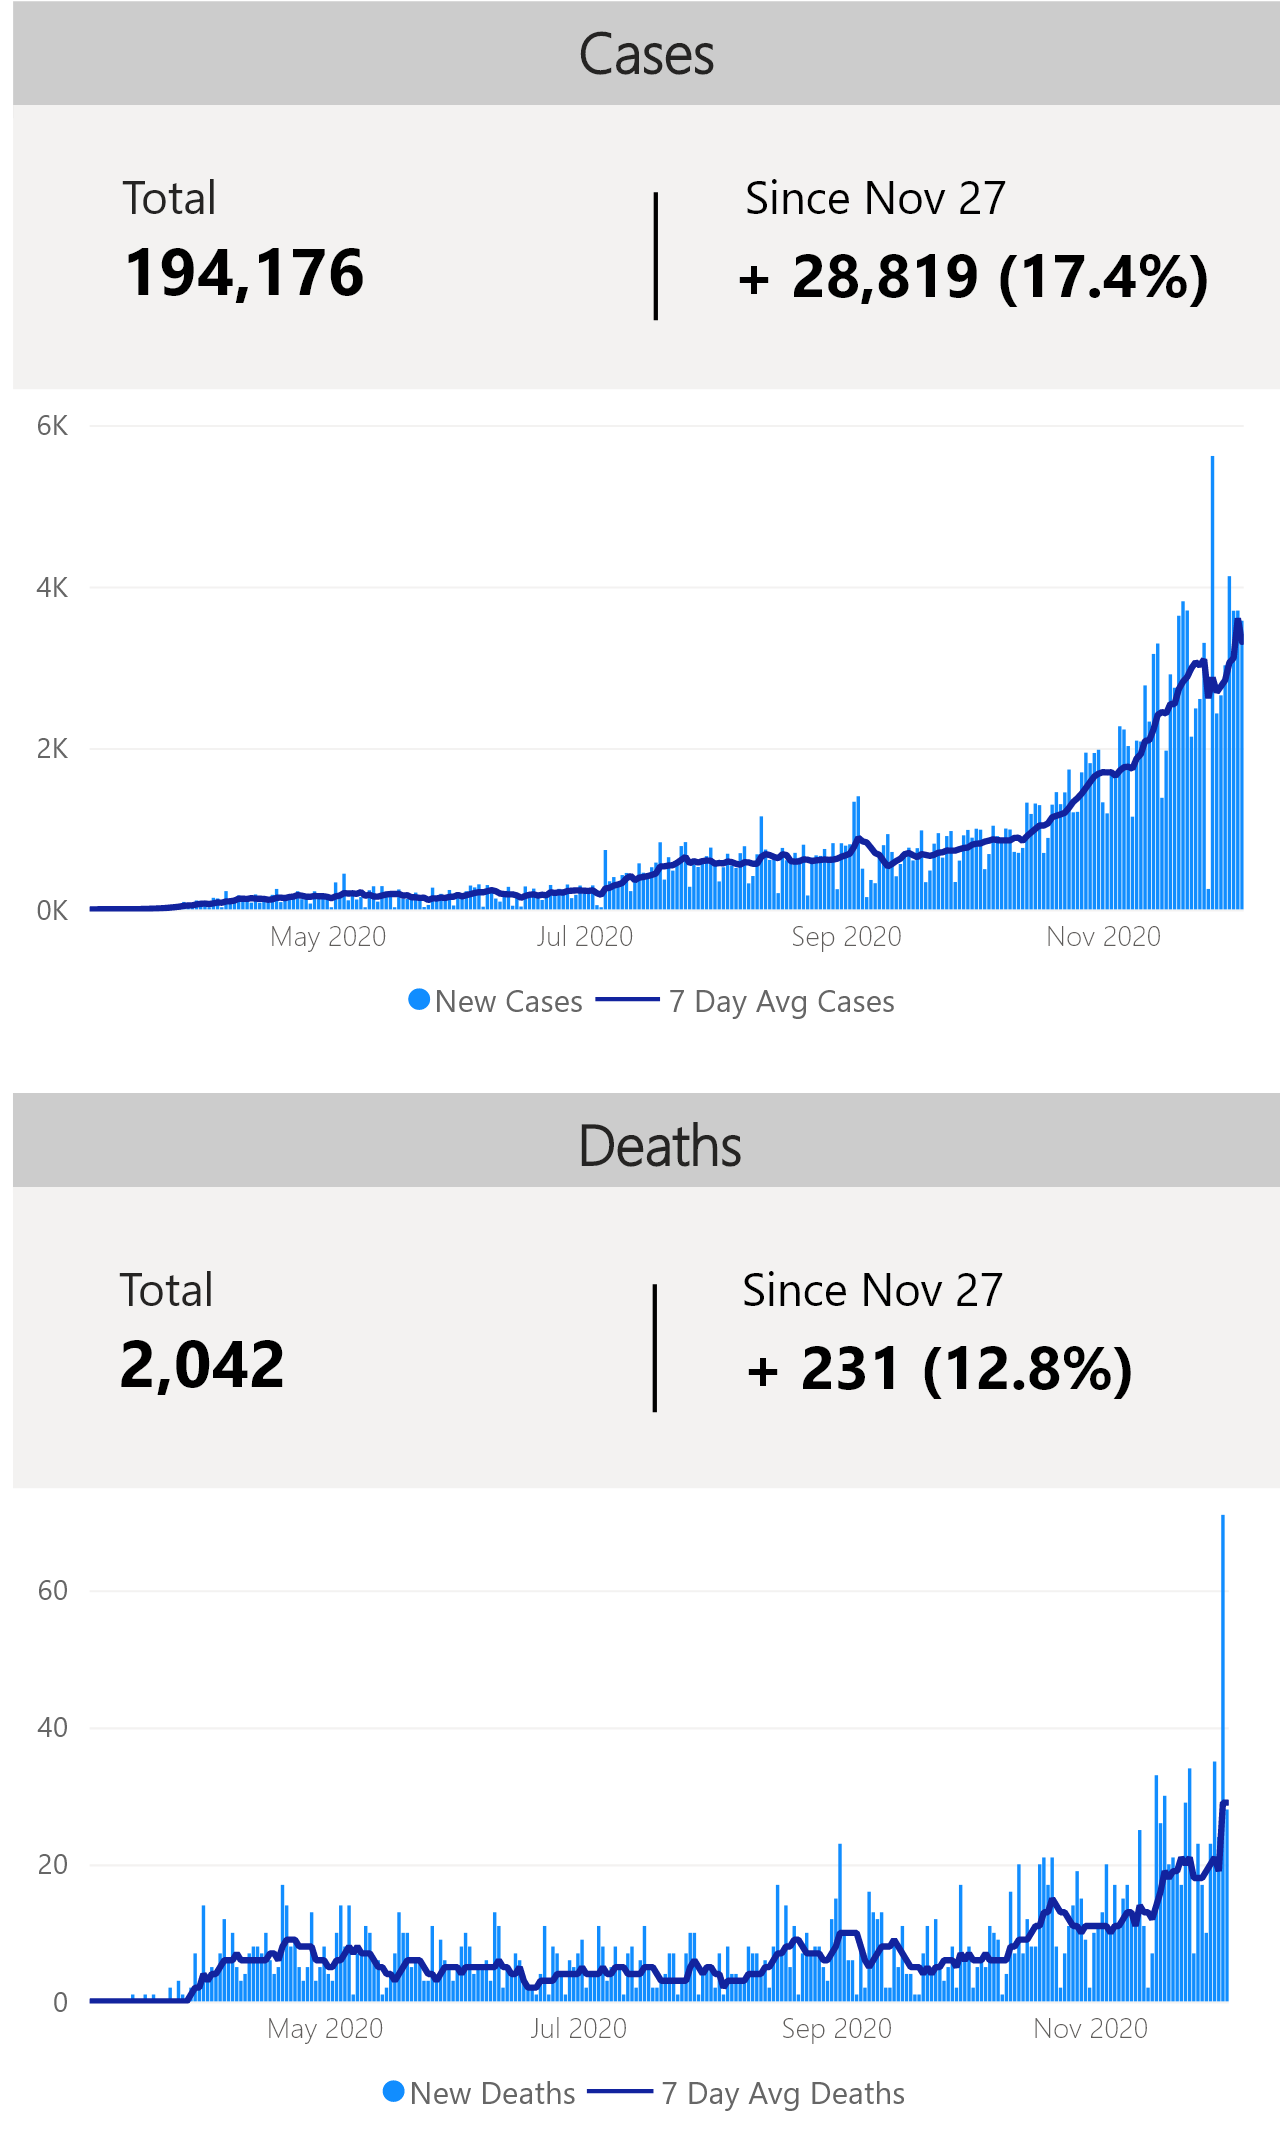 Cases
Total
Since Nov 27
194,176
+ 28,819 (17.4%)
6K
4K
2K
0K
May 2020
Jul 2020
Sep 2020
Nov 2020
New Cases
7 Day Avg Cases
Deaths
Total
Since Nov 27
2,042
+ 231 (12.8%)
60
40
20
0
May 2020
Jul 2020
Sep 2020
Nov 2020
New Deaths
7 Day Avg Deaths